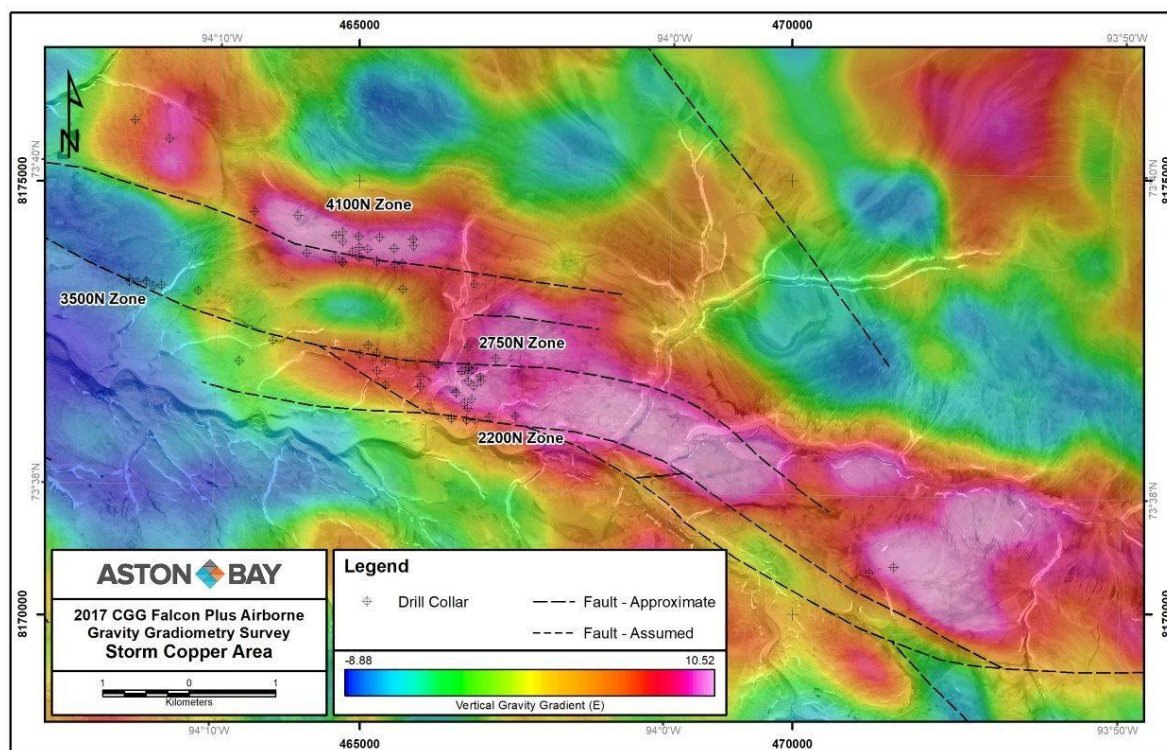 465000
470000
94°10'W
94°0'W
93°50'W
N
8175000
73°40'N
73°40'N
8175000
4100N Zone
3500N Zone
2750N Zone
2200N Zone
73°38'N
73°38'N
8170000
8170000
ASTON BAY
2017 CGG Falcon Plus Airborne
Gravity Gradiometry Survey
Storm Copper Area
1 0 1
Kilometers
Legend
Drill Collar
Fault - Approximate
Fault - Assumed
-8.88 10.52
Vertical Gravity Gradient (E)
94°10'W
94°0'W
93°50'W
465000
470000